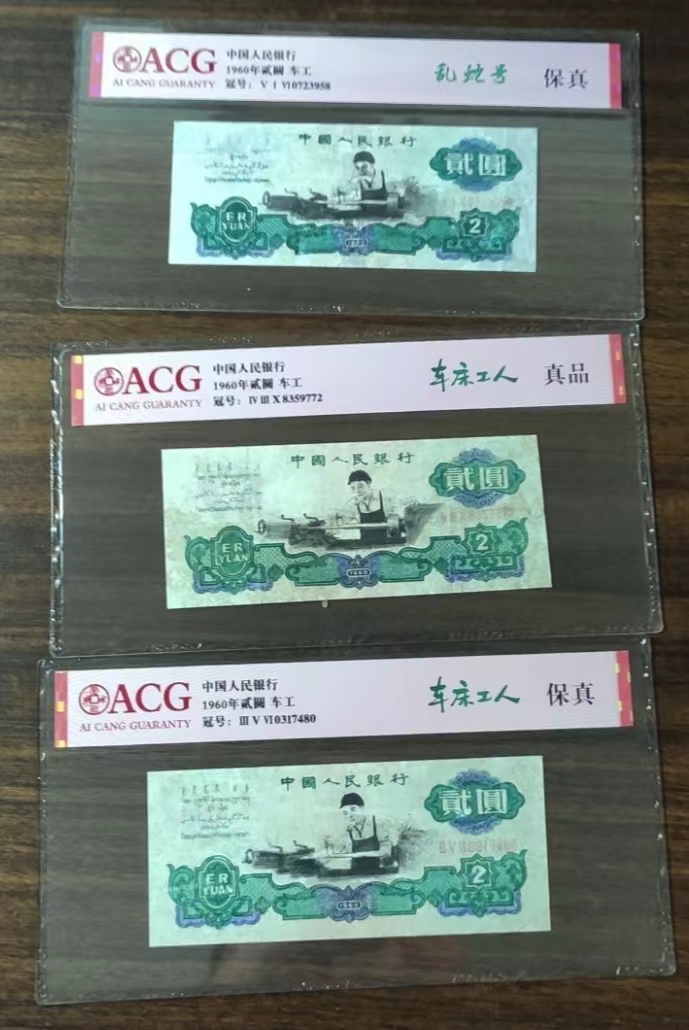 ACG
AI CANG GUARANTY
中国人民银行
1960年贰圆 车工
冠号: V I VI0723958
乱蛇号
保真
中國人民銀行
貳圓
ER
YUAN
2
ACG
AI CANG GUARANTY
中国人民银行
1960年贰圆 车工
冠号: IV III X 8359772
车床工人
真品
中國人民銀行
貳圓
ER
YUAN
2
ACG
AI CANG GUARANTY
中国人民银行
1960年贰圆 车工
冠号: III V VI0317480
车床工人
保真
中國人民銀行
貳圓
ER
YUAN
2